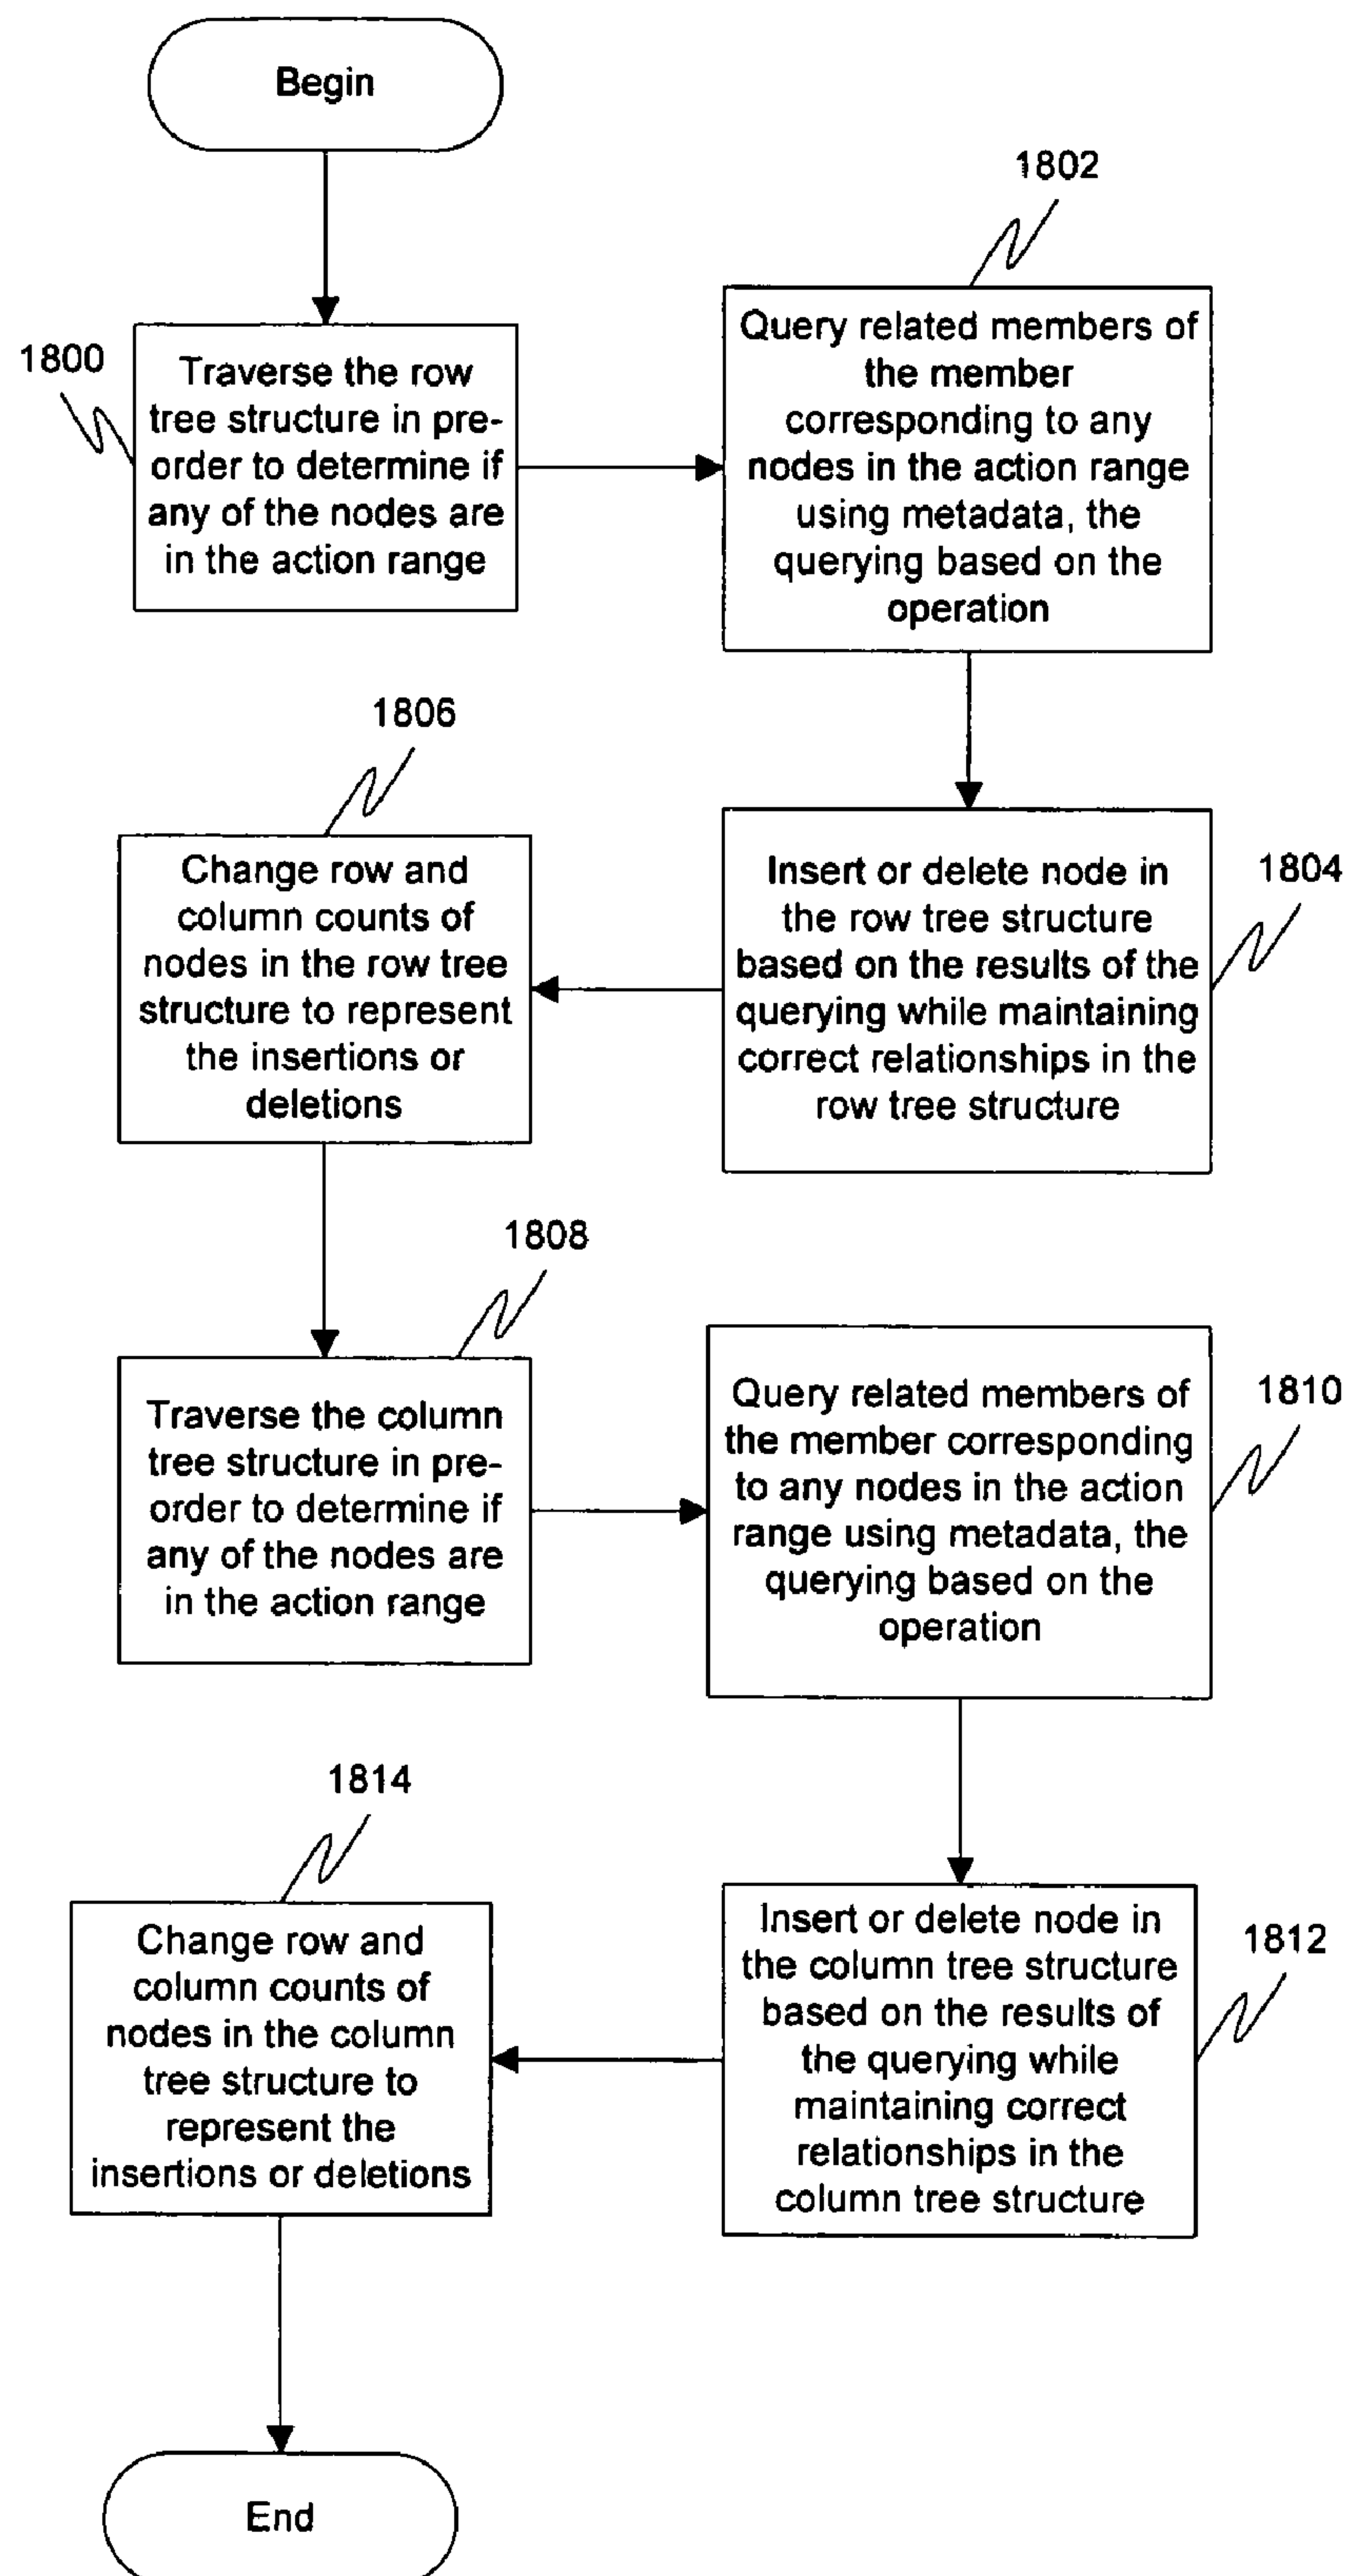 Begin
1800
Traverse the row
tree structure in pre-
order to determine if
any of the nodes are
in the action range
1802
Query related members of
the member
corresponding to any
nodes in the action range
using metadata, the
querying based on the
operation
1804
Insert or delete node in
the row tree structure
based on the results of the
querying while maintaining
correct relationships in the
row tree structure
1806
Change row and
column counts of
nodes in the row tree
structure to represent
the insertions or
deletions
1808
Traverse the column
tree structure in pre-
order to determine if
any of the nodes are
in the action range
1810
Query related members of
the member corresponding
to any nodes in the action
range using metadata, the
querying based on the
operation
1812
Insert or delete node in
the column tree structure
based on the results of
the querying while
maintaining correct
relationships in the
column tree structure
1814
Change row and
column counts of
nodes in the column
tree structure to
represent the
insertions or deletions
End